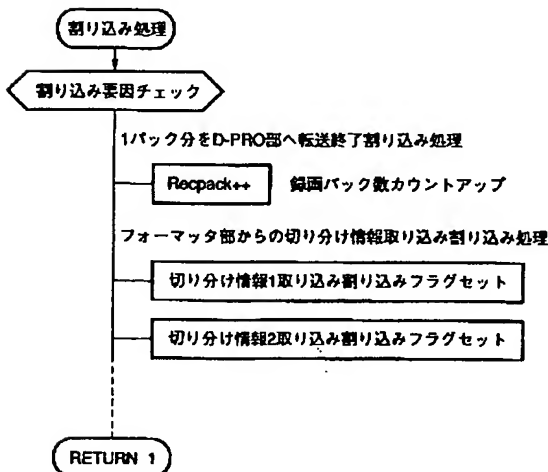 割り込み処理
割り込み要因チェック
1パック分をD-PRO部へ転送終了割り込み処理
Recpack++ 録画パック数カウントアップ
フォーマッタ部からの切り分け情報取り込み割り込み処理
切り分け情報1取り込み割り込みフラグセット
切り分け情報2取り込み割り込みフラグセット
RETURN 1